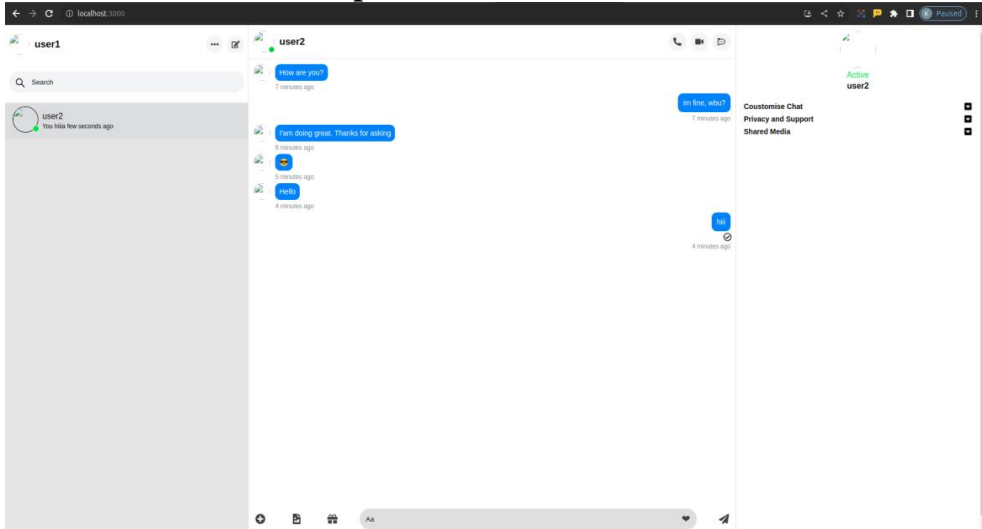 localhost:3000
K Paused
user1
Search
user2
You hiiia few seconds ago
user2
How are you?
7 minutes ago
im fine, wbu?
7 minutes ago
I'am doing great. Thanks for asking
6 minutes ago
😎
5 minutes ago
Hello
4 minutes ago
hiii
4 minutes ago
Aa
Active
user2
Coustomise Chat
Privacy and Support
Shared Media